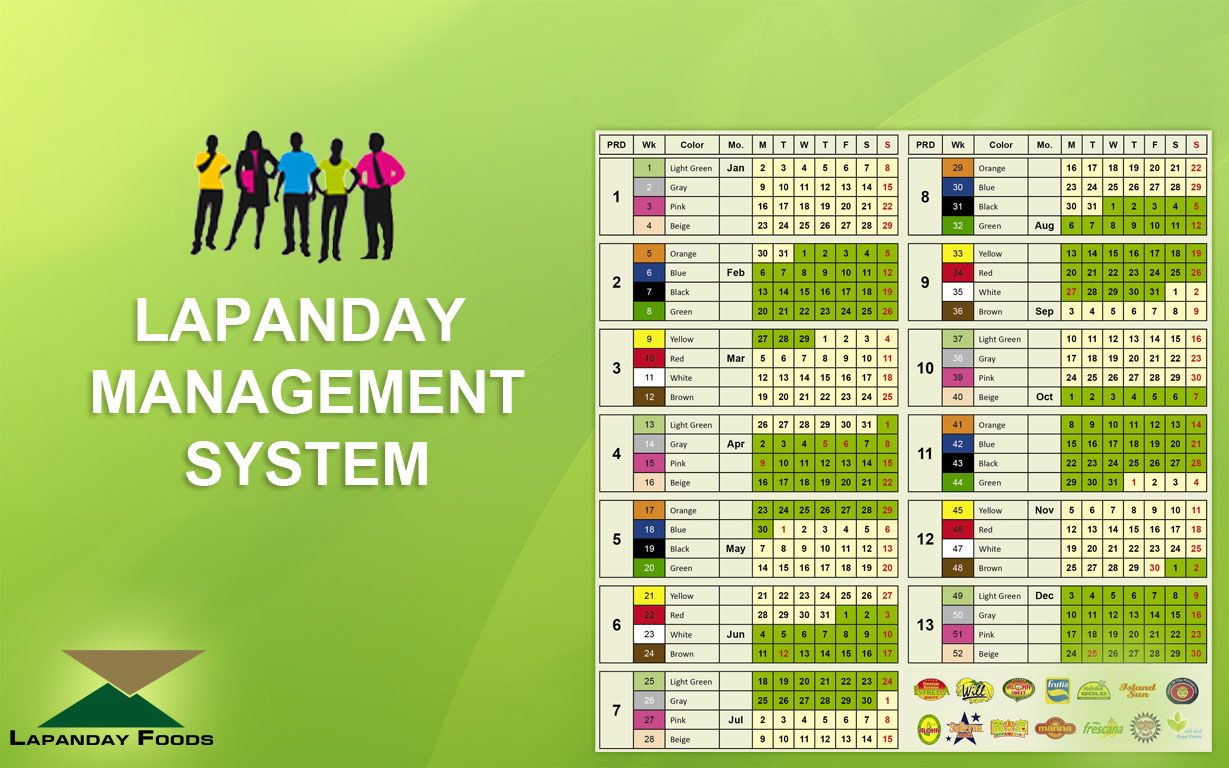 LAPANDAY
MANAGEMENT
SYSTEM
LAPANDAY FOODS
PRD Wk Color Mo. M T W T F S S
1
1 Light Green Jan 2 3 4 5 6 7 8
2 Gray 9 10 11 12 13 14 15
3 Pink 16 17 18 19 20 21 22
4 Beige 23 24 25 26 27 28 29
2
5 Orange 30 31 1 2 3 4 5
6 Blue Feb 6 7 8 9 10 11 12
7 Black 13 14 15 16 17 18 19
8 Green 20 21 22 23 24 25 26
3
9 Yellow 27 28 29 1 2 3 4
10 Red Mar 5 6 7 8 9 10 11
11 White 12 13 14 15 16 17 18
12 Brown 19 20 21 22 23 24 25
4
13 Light Green 26 27 28 29 30 31 1
14 Gray Apr 2 3 4 5 6 7 8
15 Pink 9 10 11 12 13 14 15
16 Beige 16 17 18 19 20 21 22
5
17 Orange 23 24 25 26 27 28 29
18 Blue 30 1 2 3 4 5 6
19 Black May 7 8 9 10 11 12 13
20 Green 14 15 16 17 18 19 20
6
21 Yellow 21 22 23 24 25 26 27
22 Red 28 29 30 31 1 2 3
23 White Jun 4 5 6 7 8 9 10
24 Brown 11 12 13 14 15 16 17
7
25 Light Green 18 19 20 21 22 23 24
26 Gray 25 26 27 28 29 30 1
27 Pink Jul 2 3 4 5 6 7 8
28 Beige 9 10 11 12 13 14 15
PRD Wk Color Mo. M T W T F S S
8
29 Orange 16 17 18 19 20 21 22
30 Blue 23 24 25 26 27 28 29
31 Black 30 31 1 2 3 4 5
32 Green Aug 6 7 8 9 10 11 12
9
33 Yellow 13 14 15 16 17 18 19
34 Red 20 21 22 23 24 25 26
35 White 27 28 29 30 31 1 2
36 Brown Sep 3 4 5 6 7 8 9
10
37 Light Green 10 11 12 13 14 15 16
38 Gray 17 18 19 20 21 22 23
39 Pink 24 25 26 27 28 29 30
40 Beige Oct 1 2 3 4 5 6 7
11
41 Orange 8 9 10 11 12 13 14
42 Blue 15 16 17 18 19 20 21
43 Black 22 23 24 25 26 27 28
44 Green 29 30 31 1 2 3 4
12
45 Yellow Nov 5 6 7 8 9 10 11
46 Red 12 13 14 15 16 17 18
47 White 19 20 21 22 23 24 25
48 Brown 25 27 28 29 30 1 2
13
49 Light Green Dec 3 4 5 6 7 8 9
50 Gray 10 11 12 13 14 15 16
51 Pink 17 18 19 20 21 22 23
52 Beige 24 25 26 27 28 29 30
ESTRELLA Will frutia GOLD Island Sun
ALOHA manna frescana